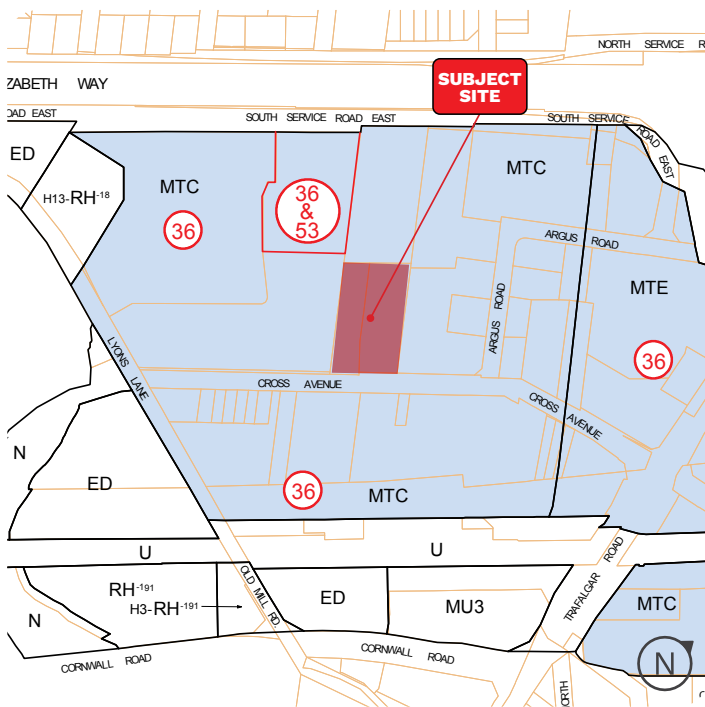 NORTH SERVICE R
ZABETH WAY
SUBJECT
SITE
OAD EAST
SOUTH SERVICE ROAD EAST
SOUTH SERVICE
ROAD EAST
ED
H13-RH-18
MTC
36
36
&
53
MTC
ARGUS ROAD
ARGUS ROAD
MTE
36
LYONS LANE
CROSS AVENUE
CROSS AVENUE
N
ED
36
MTC
U
U
OLD MILL RD.
TRAFALGAR ROAD
RH-191
H3-RH-191
N
ED
MU3
MTC
CORNWALL ROAD
CORNWALL ROAD
N
ORTH